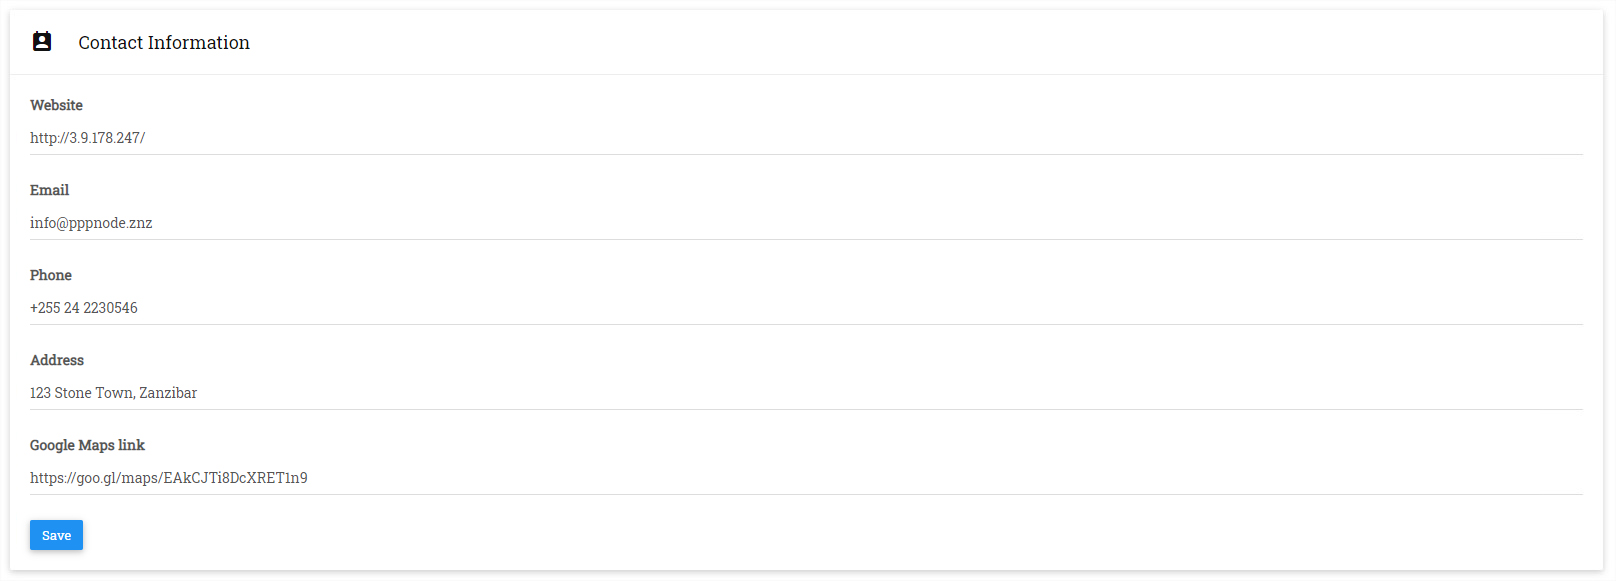 Contact Information
Website
http://3.9.178.247/
Email
info@pppnode.znz
Phone
+255 24 2230546
Address
123 Stone Town, Zanzibar
Google Maps link
https://goo.gl/maps/EAkCJTi8DcXRET1n9
Save